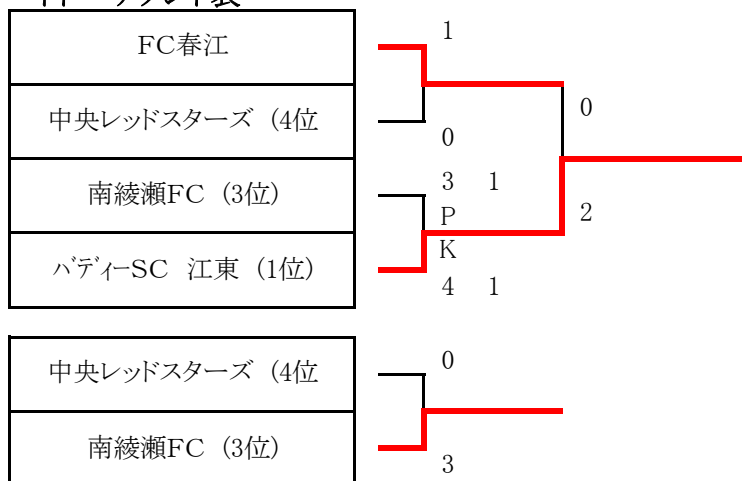 FC春江
1
中央レッドスターズ (4位
0
0
南綾瀬FC (3位)
3 1
P
K
2
バディーSC 江東 (1位)
4 1
中央レッドスターズ (4位
0
南綾瀬FC (3位)
3